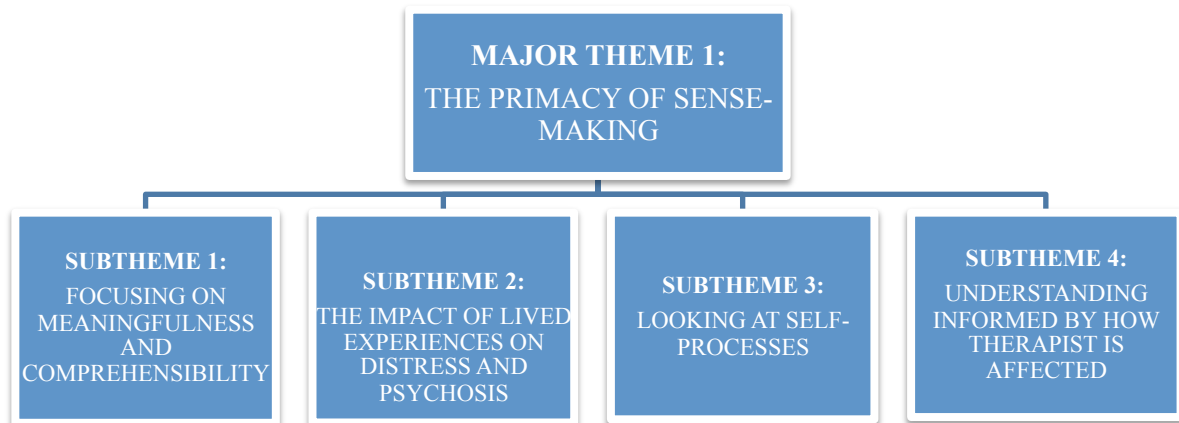 MAJOR THEME 1:
THE PRIMACY OF SENSE-
MAKING
SUBTHEME 1:
FOCUSING ON
MEANINGFULNESS
AND
COMPREHENSIBILITY
SUBTHEME 2:
THE IMPACT OF LIVED
EXPERIENCES ON
DISTRESS AND
PSYCHOSIS
SUBTHEME 3:
LOOKING AT SELF-
PROCESSES
SUBTHEME 4:
UNDERSTANDING
INFORMED BY HOW
THERAPIST IS
AFFECTED